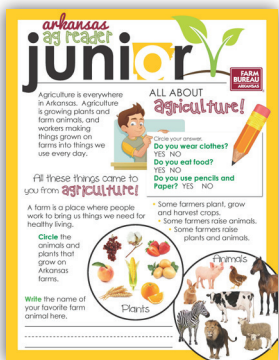 arkansas
ag reader
junior
FARM
BUREAU
ARKANSAS
Agriculture is everywhere
in Arkansas. Agriculture
is growing plants and
farm animals, and
workers making
things grown on
farms into things we
use every day.
ALL ABOUT
agriculture!
Circle your answer.
Do you wear clothes?
YES NO
Do you eat food?
YES NO
Do you use pencils and
Paper? YES NO
All these things came to
you from agriculture!
A farm is a place where people
work to bring us things we need for
healthy living.
Circle the
animals and
plants that
grow on
Arkansas
farms.
Write the name of
your favorite farm
animal here.
• Some farmers plant, grow
and harvest crops.
• Some farmers raise animals.
• Some farmers raise
plants and animals.
Plants
Animals